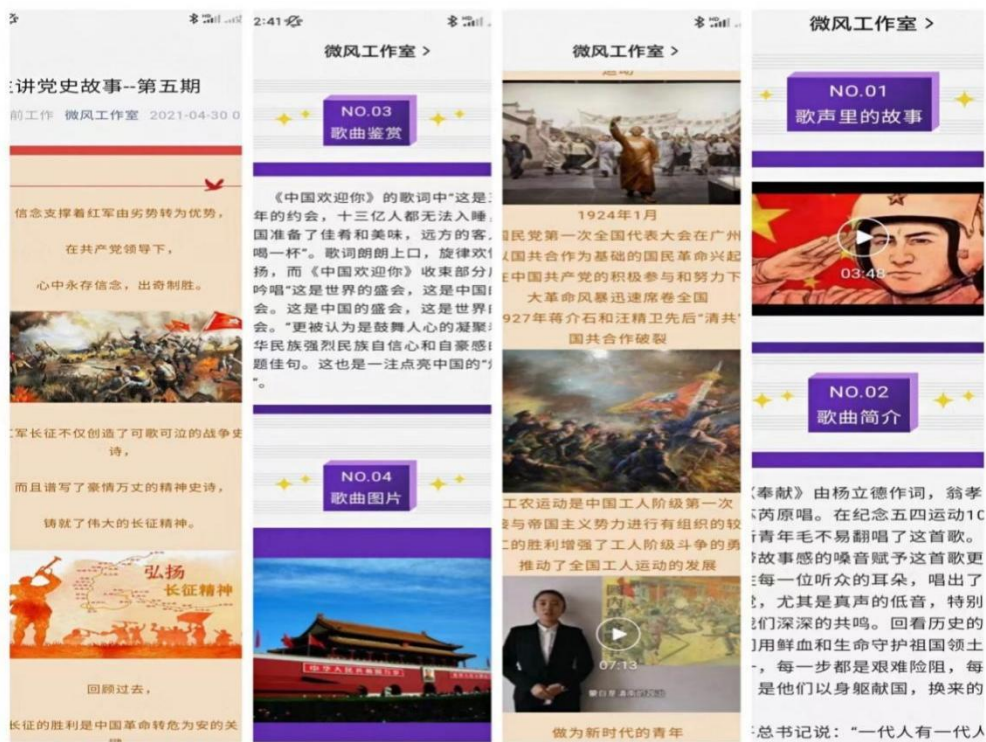 主讲党史故事--第五期
前工作 微风工作室 2021-04-30 0
信念支撑着红军由劣势转为优势，
在共产党领导下，
心中永存信念，出奇制胜。
军长征不仅创造了可歌可泣的战争史
诗，
而且谱写了豪情万丈的精神史诗，
铸就了伟大的长征精神。
弘扬
长征精神
回顾过去，
长征的胜利是中国革命转危为安的关
2:41
微风工作室 >
NO.03
歌曲鉴赏
《中国欢迎你》的歌词中“这是
年的约会，十三亿人都无法入睡，
国准备了佳肴和美味，远方的客
喝一杯”。歌词朗朗上口，旋律欢
扬，而《中国欢迎你》收束部分
吟唱“这是世界的盛会，这是中国
会。这是中国的盛会，这是世界
会。”更被认为是鼓舞人心的凝聚
华民族强烈民族自信心和自豪感
题佳句。这也是一注点亮中国的“
”。
NO.04
歌曲图片
中华人民共和国万岁
微风工作室 >
运动
1924年1月
国民党第一次全国代表大会在广州
以国共合作为基础的国民革命兴起
在中国共产党的积极参与和努力下
大革命风暴迅速席卷全国
927年蒋介石和汪精卫先后“清共”
国共合作破裂
工农运动是中国工人阶级第一次
接与帝国主义势力进行有组织的较
工的胜利增强了工人阶级斗争的勇
推动了全国工人运动的发展
07:13
做为新时代的青年
微风工作室 >
NO.01
歌声里的故事
03:48
NO.02
歌曲简介
《奉献》由杨立德作词，翁孝
苏芮原唱。在纪念五四运动10
青年毛不易翻唱了这首歌。
故事感的嗓音赋予这首歌更
每一位听众的耳朵，唱出了
，尤其是真声的低音，特别
我们深深的共鸣。回看历史的
用鲜血和生命守护祖国领土
，每一步都是艰难险阻，每
是他们以身躯献国，换来的
总书记说：“一代人有一代人